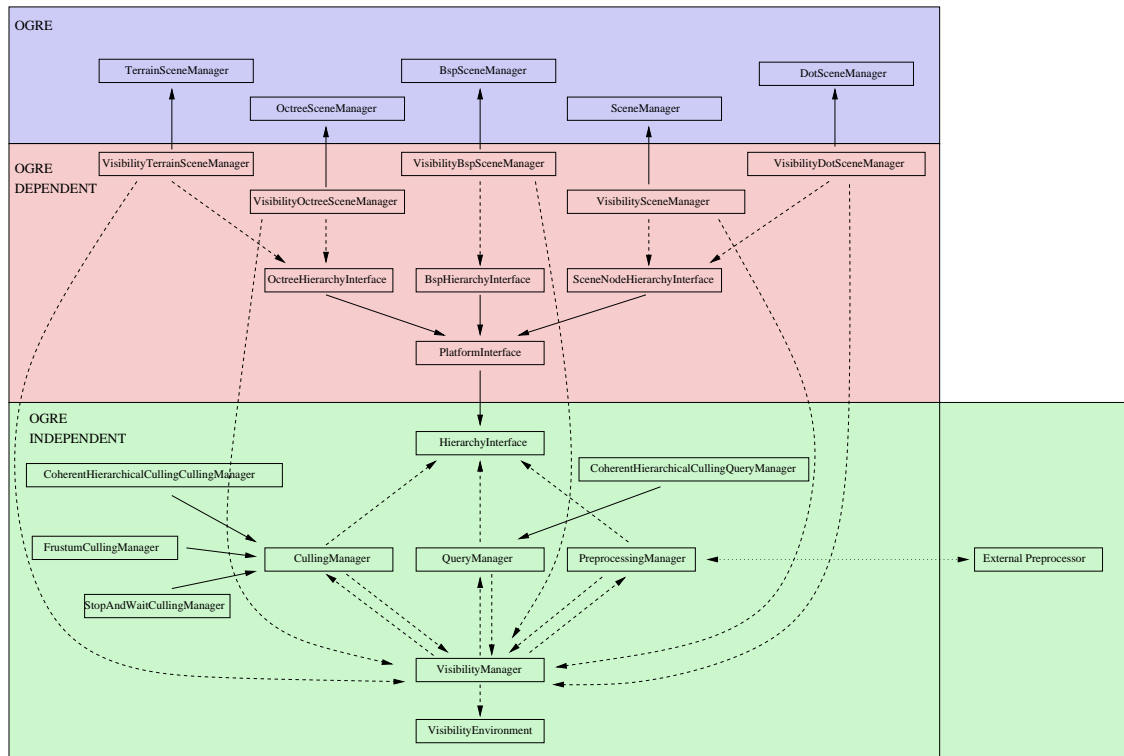 OGRE
TerrainSceneManager
BspSceneManager
DotSceneManager
OctreeSceneManager
SceneManager
OGRE
DEPENDENT
VisibilityTerrainSceneManager
VisibilityBspSceneManager
VisibilityDotSceneManager
VisibilityOctreeSceneManager
VisibilitySceneManager
OctreeHierarchyInterface
BspHierarchyInterface
SceneNodeHierarchyInterface
PlatformInterface
OGRE
INDEPENDENT
HierarchyInterface
CoherentHierarchicalCullingCullingManager
CoherentHierarchicalCullingQueryManager
FrustumCullingManager
CullingManager
QueryManager
PreprocessingManager
External Preprocessor
StopAndWaitCullingManager
VisibilityManager
VisibilityEnvironment